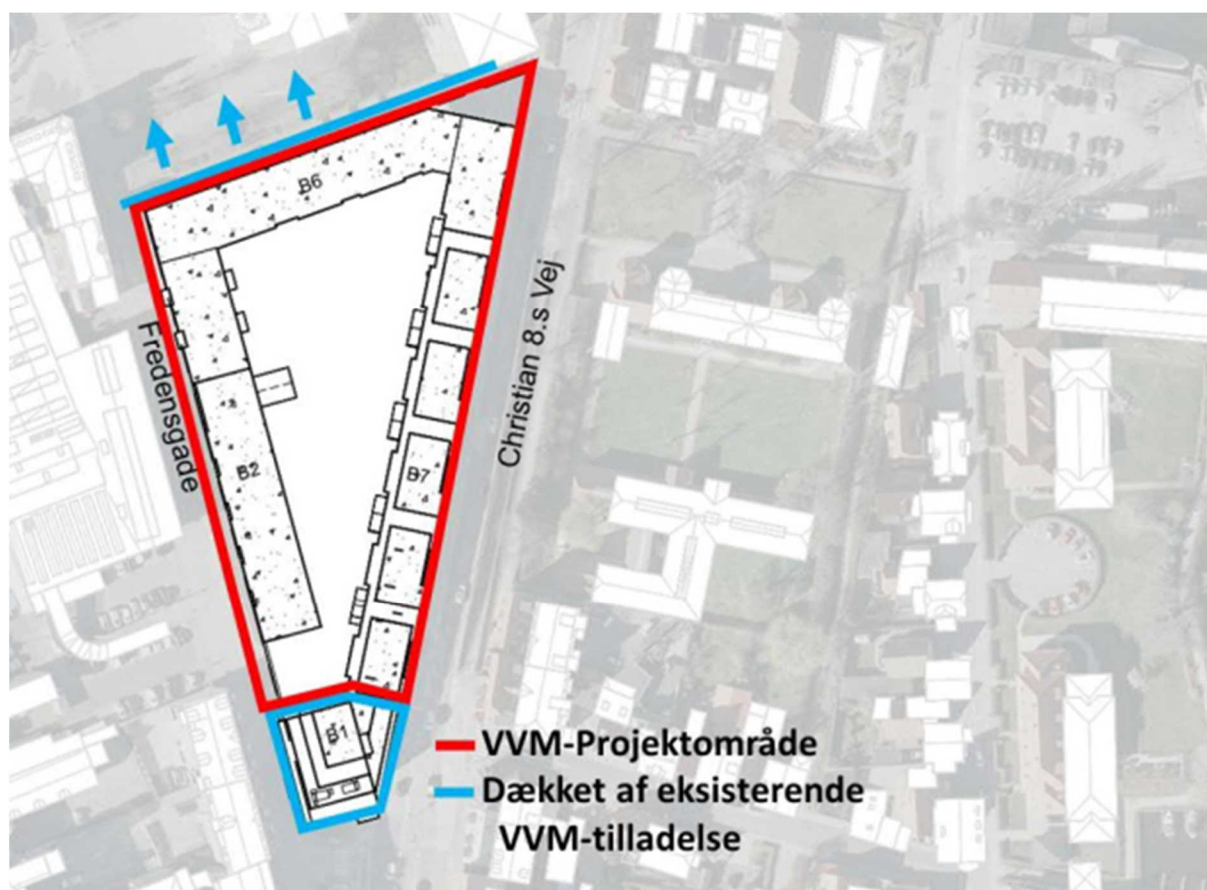 B6
Fredensgade
Christian 8.s Vej
B2
B7
B1
VVM-Projektområde
Dækket af eksisterende
VVM-tilladelse